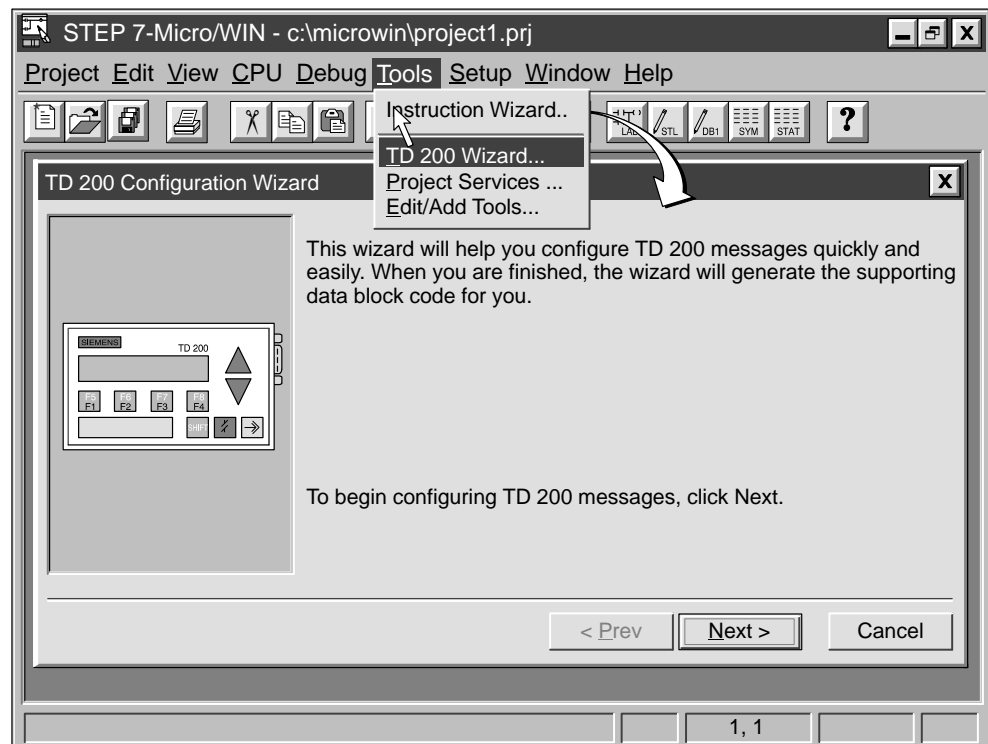 STEP 7-Micro/WIN - c:\microwin\project1.prj
Project Edit View CPU Debug Tools Setup Window Help
Instruction Wizard..
TD 200 Wizard...
Project Services ...
Edit/Add Tools...
LAD STL DB1 SYM STAT ?
TD 200 Configuration Wizard X
This wizard will help you configure TD 200 messages quickly and
easily. When you are finished, the wizard will generate the supporting
data block code for you.
SIEMENS
TD 200
F5 F6 F7 F8
F1 F2 F3 F4
SHIFT
To begin configuring TD 200 messages, click Next.
< Prev Next > Cancel
1, 1